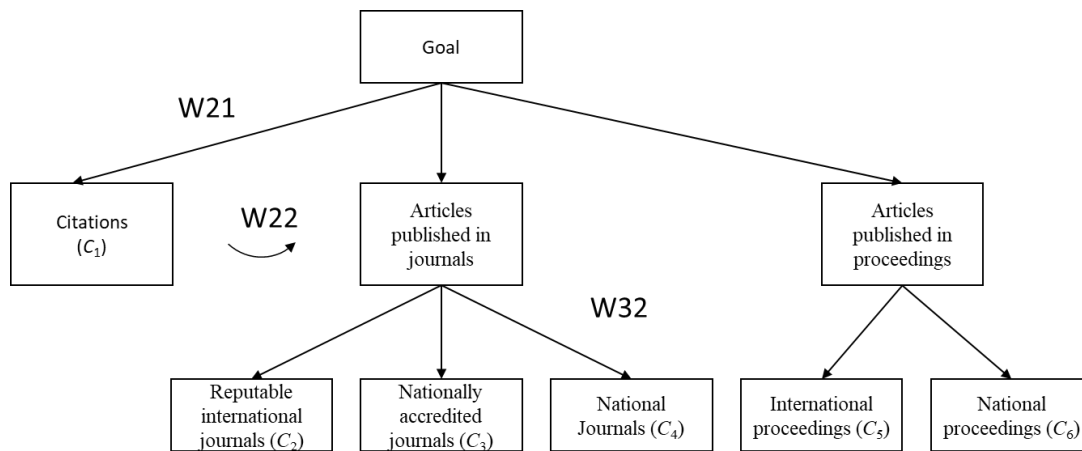 Goal
W21
Citations
(C₁)
W22
Articles
published in
journals
Articles
published in
proceedings
W32
Reputable
international
journals (C₂)
Nationally
accredited
journals (C₃)
National
Journals (C₄)
International
proceedings (C₅)
National
proceedings (C₆)